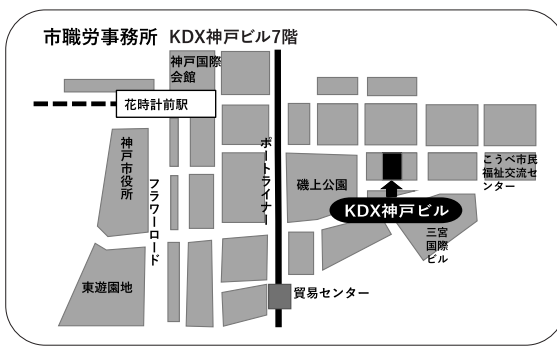 市職労事務所 KDX神戸ビル7階
神戸国際
会館
花時計前駅
神戸市役所
フラワーロード
ポートライナー
磯上公園
こうべ市民
福祉交流セ
ンター
KDX神戸ビル
三宮
国際
ビル
東遊園地
貿易センター